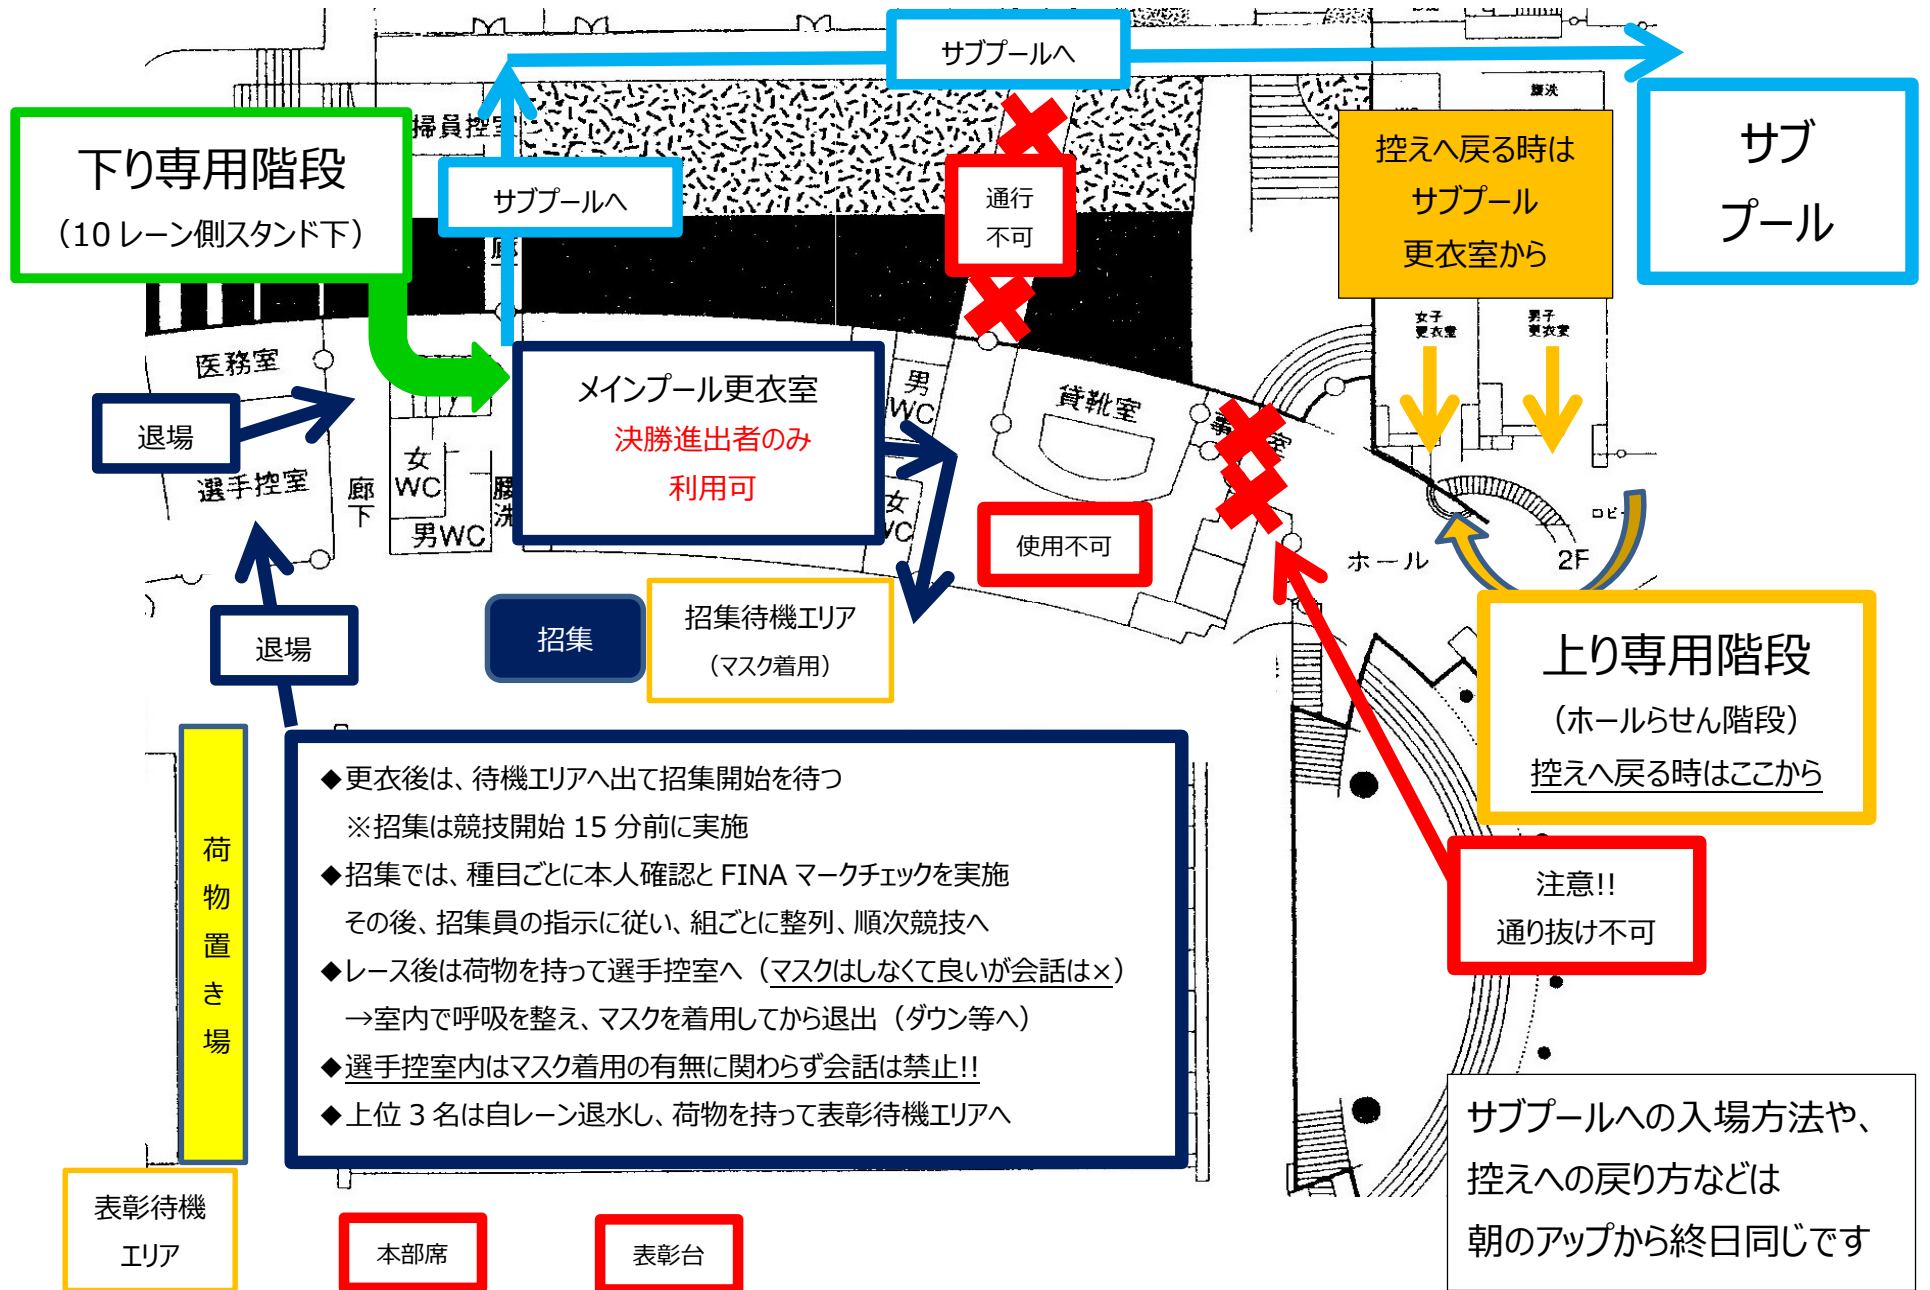 サブプールへ
腰洗
サブ
プール
下り専用階段
（10 レーン側スタンド下）
掃員控室
サブプールへ
通行
不可
控えへ戻る時は
サブプール
更衣室から
廊
女子
更衣室
男子
更衣室
医務室
メインプール更衣室
決勝進出者のみ
利用可
男
WC
貸靴室
退場
選手控室
廊
下
女
WC
男WC
腰
洗
女
WC
使用不可
ホール
2F
ロビー
招集
招集待機エリア
（マスク着用）
退場
上り専用階段
（ホールらせん階段）
控えへ戻る時はここから
◆更衣後は、待機エリアへ出て招集開始を待つ
※招集は競技開始 15 分前に実施
◆招集では、種目ごとに本人確認と FINA マークチェックを実施
その後、招集員の指示に従い、組ごとに整列、順次競技へ
◆レース後は荷物を持って選手控室へ（マスクはしなくて良いが会話は×）
→室内で呼吸を整え、マスクを着用してから退出（ダウン等へ）
◆選手控室内はマスク着用の有無に関わらず会話は禁止!!
◆上位 3 名は自レーン退水し、荷物を持って表彰待機エリアへ
荷物置き場
注意!!
通り抜け不可
サブプールへの入場方法や、
控えへの戻り方などは
朝のアップから終日同じです
表彰待機
エリア
本部席
表彰台